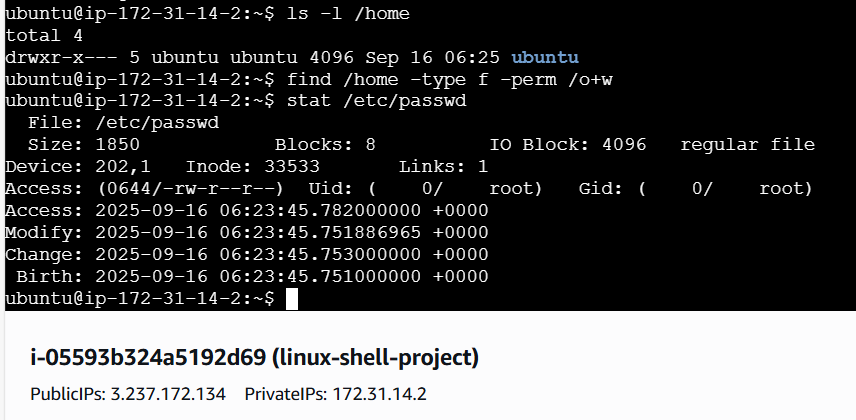 ubuntu@ip-172-31-14-2:~$ ls -l /home
total 4
drwxr-x--- 5 ubuntu ubuntu 4096 Sep 16 06:25 ubuntu
ubuntu@ip-172-31-14-2:~$ find /home -type f -perm /o+w
ubuntu@ip-172-31-14-2:~$ stat /etc/passwd
  File: /etc/passwd
  Size: 1850            Blocks: 8          IO Block: 4096   regular file
Device: 202,1   Inode: 33533       Links: 1
Access: (0644/-rw-r--r--)  Uid: (    0/    root)   Gid: (    0/    root)
Access: 2025-09-16 06:23:45.782000000 +0000
Modify: 2025-09-16 06:23:45.751886965 +0000
Change: 2025-09-16 06:23:45.753000000 +0000
 Birth: 2025-09-16 06:23:45.751000000 +0000
ubuntu@ip-172-31-14-2:~$
i-05593b324a5192d69 (linux-shell-project)
PublicIPs: 3.237.172.134    PrivateIPs: 172.31.14.2